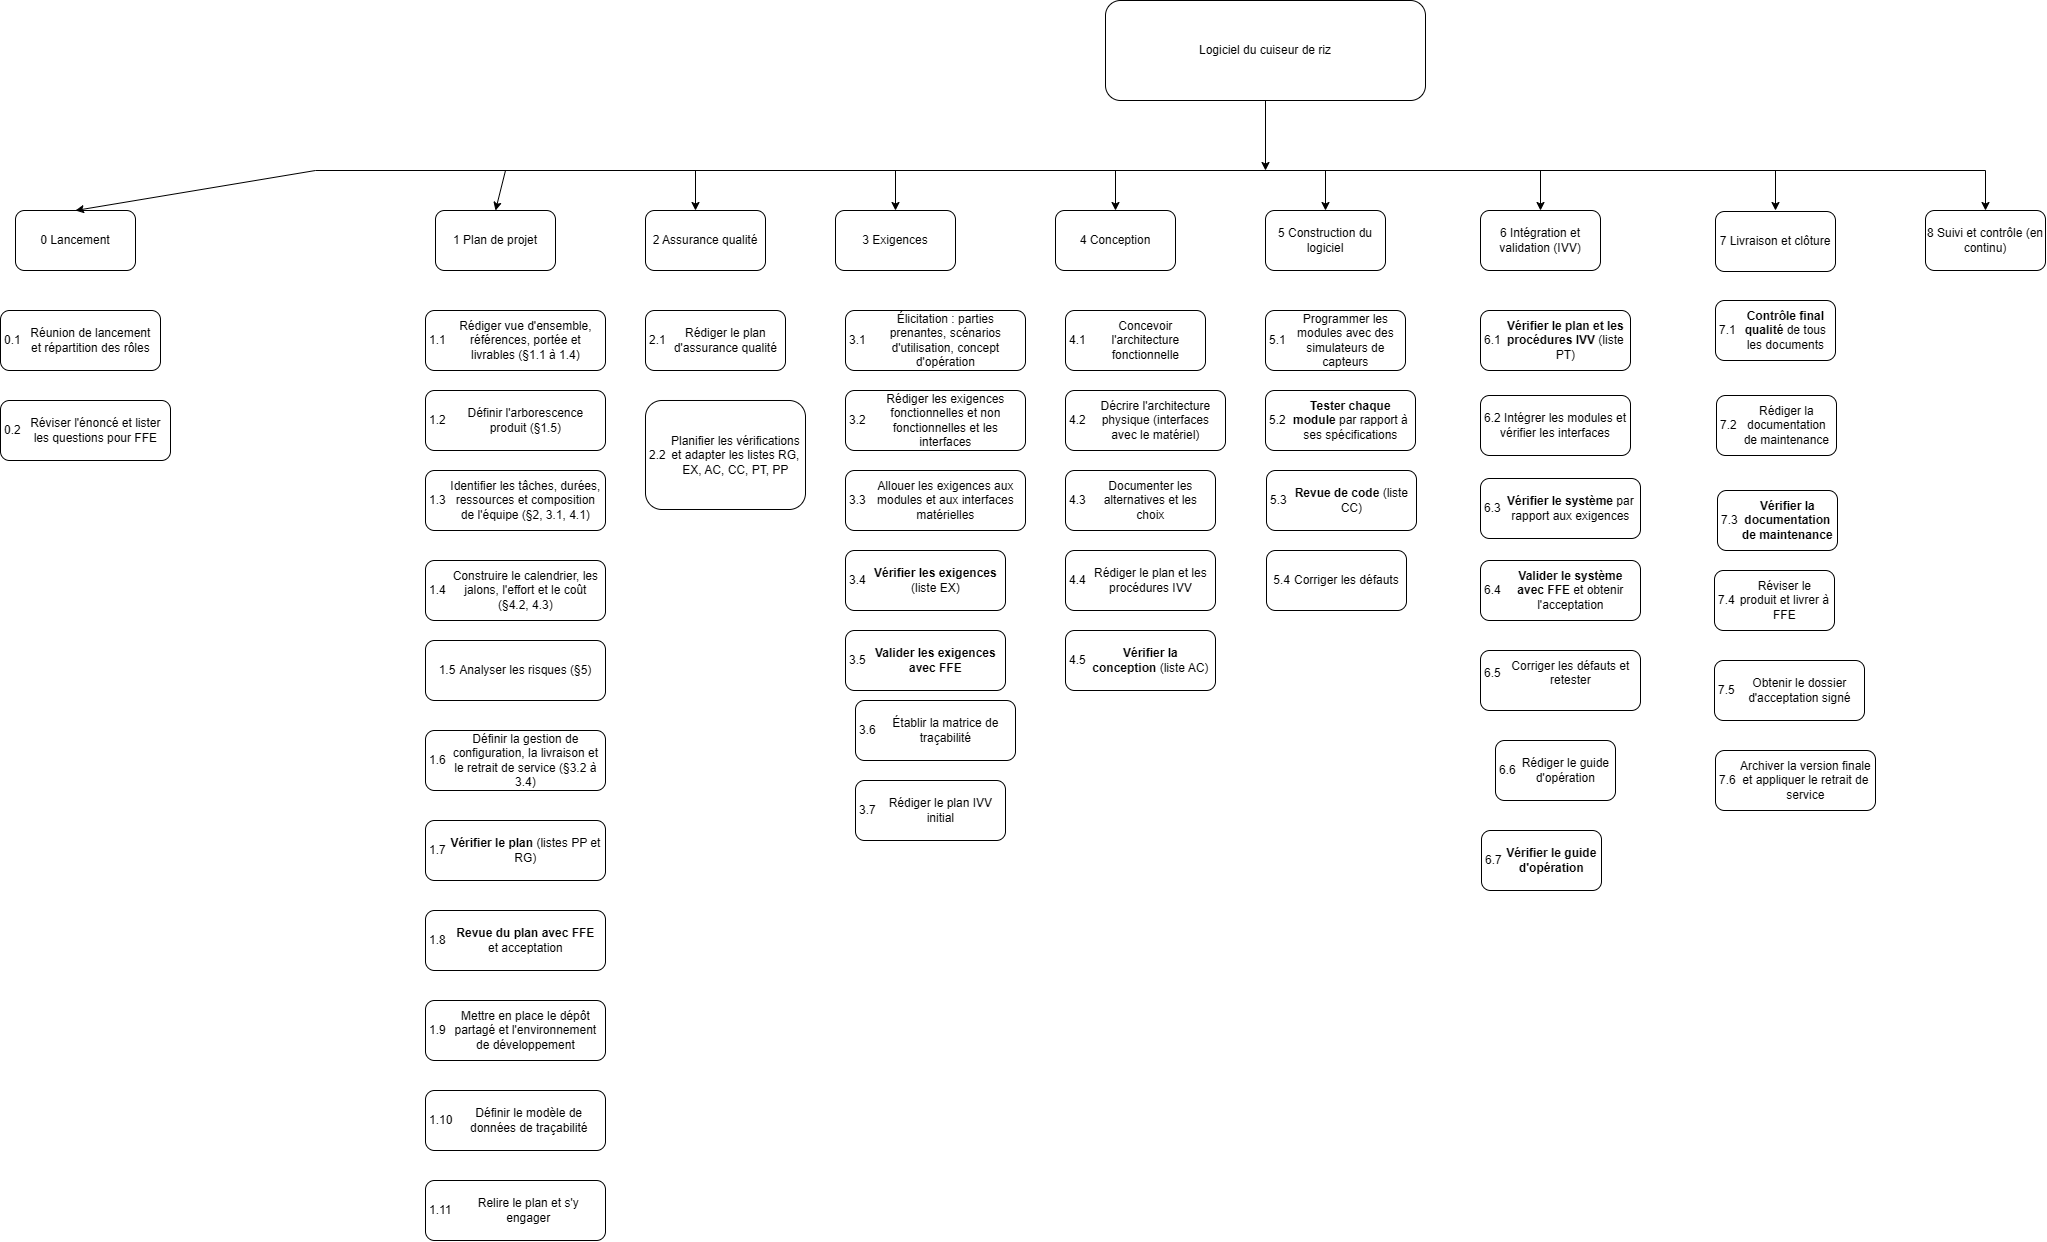 Logiciel du cuiseur de riz
0 Lancement
1 Plan de projet
2 Assurance qualité
3 Exigences
4 Conception
5 Construction du
logiciel
6 Intégration et
validation (IVV)
7 Livraison et clôture
8 Suivi et contrôle (en
continu)
0.1 Réunion de lancement
et répartition des rôles
0.2 Réviser l'énoncé et lister
les questions pour FFE
1.1 Rédiger vue d'ensemble,
références, portée et
livrables (§1.1 à 1.4)
1.2 Définir l'arborescence
produit (§1.5)
1.3 Identifier les tâches, durées,
ressources et composition
de l'équipe (§2, 3.1, 4.1)
1.4 Construire le calendrier, les
jalons, l'effort et le coût
(§4.2, 4.3)
1.5 Analyser les risques (§5)
1.6 Définir la gestion de
configuration, la livraison et
le retrait de service (§3.2 à
3.4)
1.7 Vérifier le plan (listes PP et
RG)
1.8 Revue du plan avec FFE
et acceptation
1.9 Mettre en place le dépôt
partagé et l'environnement
de développement
1.10 Définir le modèle de
données de traçabilité
1.11 Relire le plan et s'y
engager
2.1 Rédiger le plan
d'assurance qualité
2.2 Planifier les vérifications
et adapter les listes RG,
EX, AC, CC, PT, PP
3.1 Élicitation : parties
prenantes, scénarios
d'utilisation, concept
d'opération
3.2 Rédiger les exigences
fonctionnelles et non
fonctionnelles et les
interfaces
3.3 Allouer les exigences aux
modules et aux interfaces
matérielles
3.4 Vérifier les exigences
(liste EX)
3.5 Valider les exigences
avec FFE
3.6 Établir la matrice de
traçabilité
3.7 Rédiger le plan IVV
initial
4.1 Concevoir
l'architecture
fonctionnelle
4.2 Décrire l'architecture
physique (interfaces
avec le matériel)
4.3 Documenter les
alternatives et les
choix
4.4 Rédiger le plan et les
procédures IVV
4.5 Vérifier la
conception (liste AC)
5.1 Programmer les
modules avec des
simulateurs de
capteurs
5.2 Tester chaque
module par rapport à
ses spécifications
5.3 Revue de code (liste
CC)
5.4 Corriger les défauts
6.1 Vérifier le plan et les
procédures IVV (liste
PT)
6.2 Intégrer les modules et
vérifier les interfaces
6.3 Vérifier le système par
rapport aux exigences
6.4 Valider le système
avec FFE et obtenir
l'acceptation
6.5 Corriger les défauts et
retester
6.6 Rédiger le guide
d'opération
6.7 Vérifier le guide
d'opération
7.1 Contrôle final
qualité de tous
les documents
7.2 Rédiger la
documentation
de maintenance
7.3 Vérifier la
documentation
de maintenance
7.4 Réviser le
produit et livrer à
FFE
7.5 Obtenir le dossier
d'acceptation signé
7.6 Archiver la version finale
et appliquer le retrait de
service